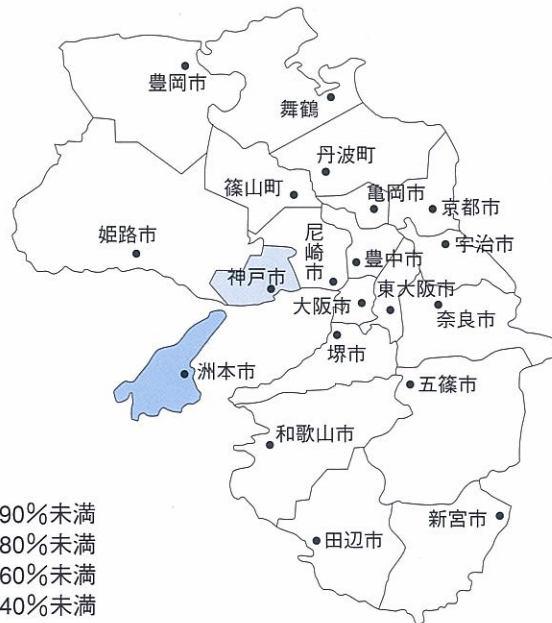 豊岡市
舞鶴
丹波町
篠山町
亀岡市
京都市
姫路市
尼崎市
宇治市
豊中市
神戸市
大阪市
東大阪市
奈良市
堺市
洲本市
五篠市
和歌山市
90%未満
80%未満
60%未満
40%未満
新宮市
田辺市